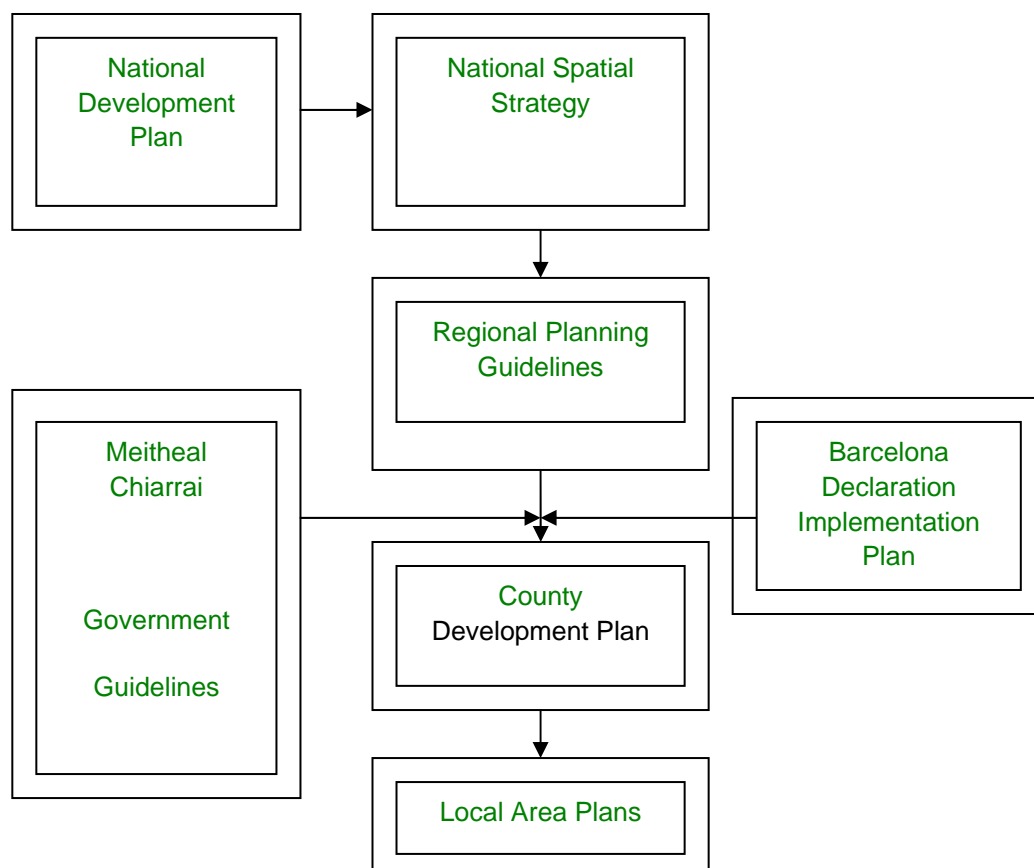 National
Development
Plan
National Spatial
Strategy
Regional Planning
Guidelines
Meitheal
Chiarrai
Government
Guidelines
Barcelona
Declaration
Implementation
Plan
County
Development Plan
Local Area Plans